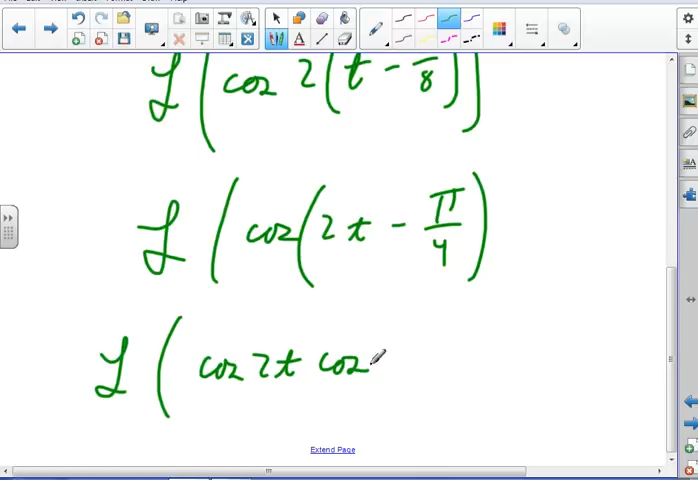 ℒ ( cos 2 ( t - π/8 ) )
ℒ ( cos ( 2t - π/4 )
ℒ ( cos 2t cos
Extend Page